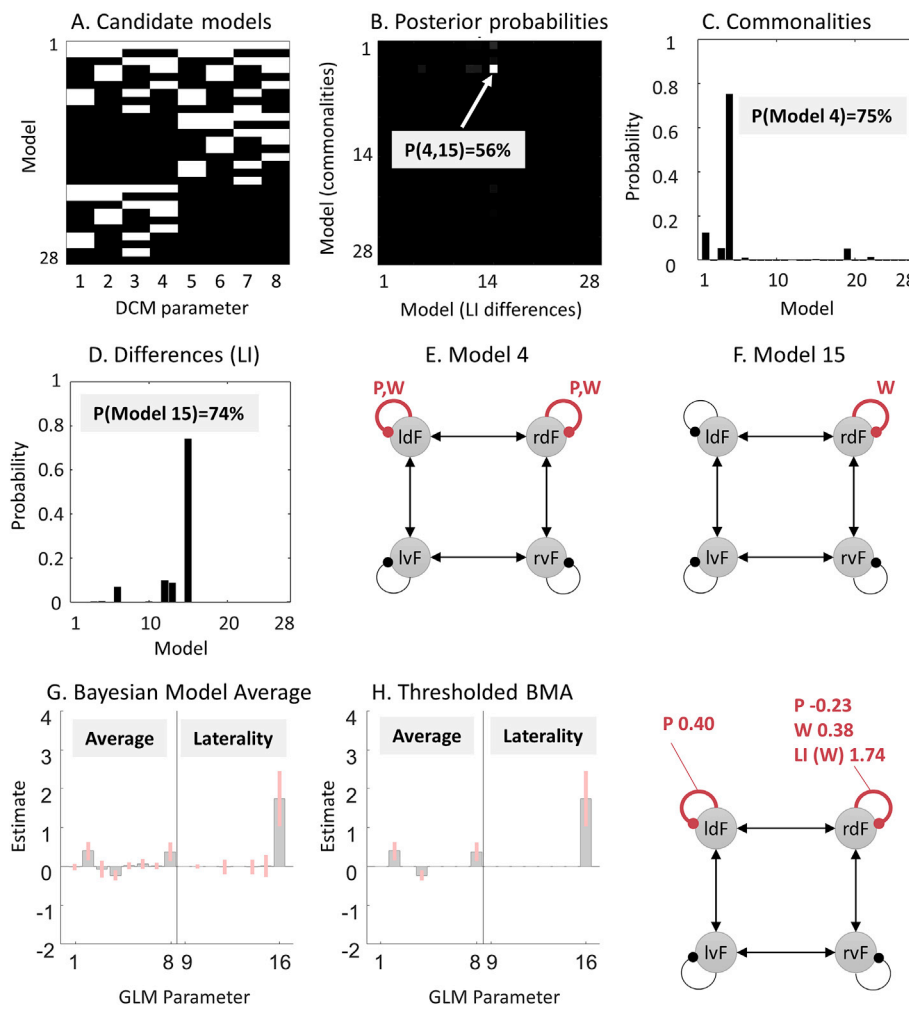 A. Candidate models
B. Posterior probabilities
C. Commonalities
1
28
Model
1 2 3 4 5 6 7 8
DCM parameter
1
14
28
Model (commonalities)
P(4,15)=56%
1 14 28
Model (LI differences)
1
0.8
0.6
0.4
0.2
0
Probability
P(Model 4)=75%
1 10 20 28
Model
D. Differences (LI)
E. Model 4
F. Model 15
1
0.8
0.6
0.4
0.2
0
Probability
P(Model 15)=74%
1 10 20 28
Model
P,W P,W
ldF rdF
lvF rvF
W
ldF rdF
lvF rvF
G. Bayesian Model Average
H. Thresholded BMA
4
3
2
1
0
-1
-2
Estimate
Average Laterality
1 8 9 16
GLM Parameter
4
3
2
1
0
-1
-2
Estimate
Average Laterality
1 8 9 16
GLM Parameter
P 0.40
P -0.23
W 0.38
LI (W) 1.74
ldF rdF
lvF rvF